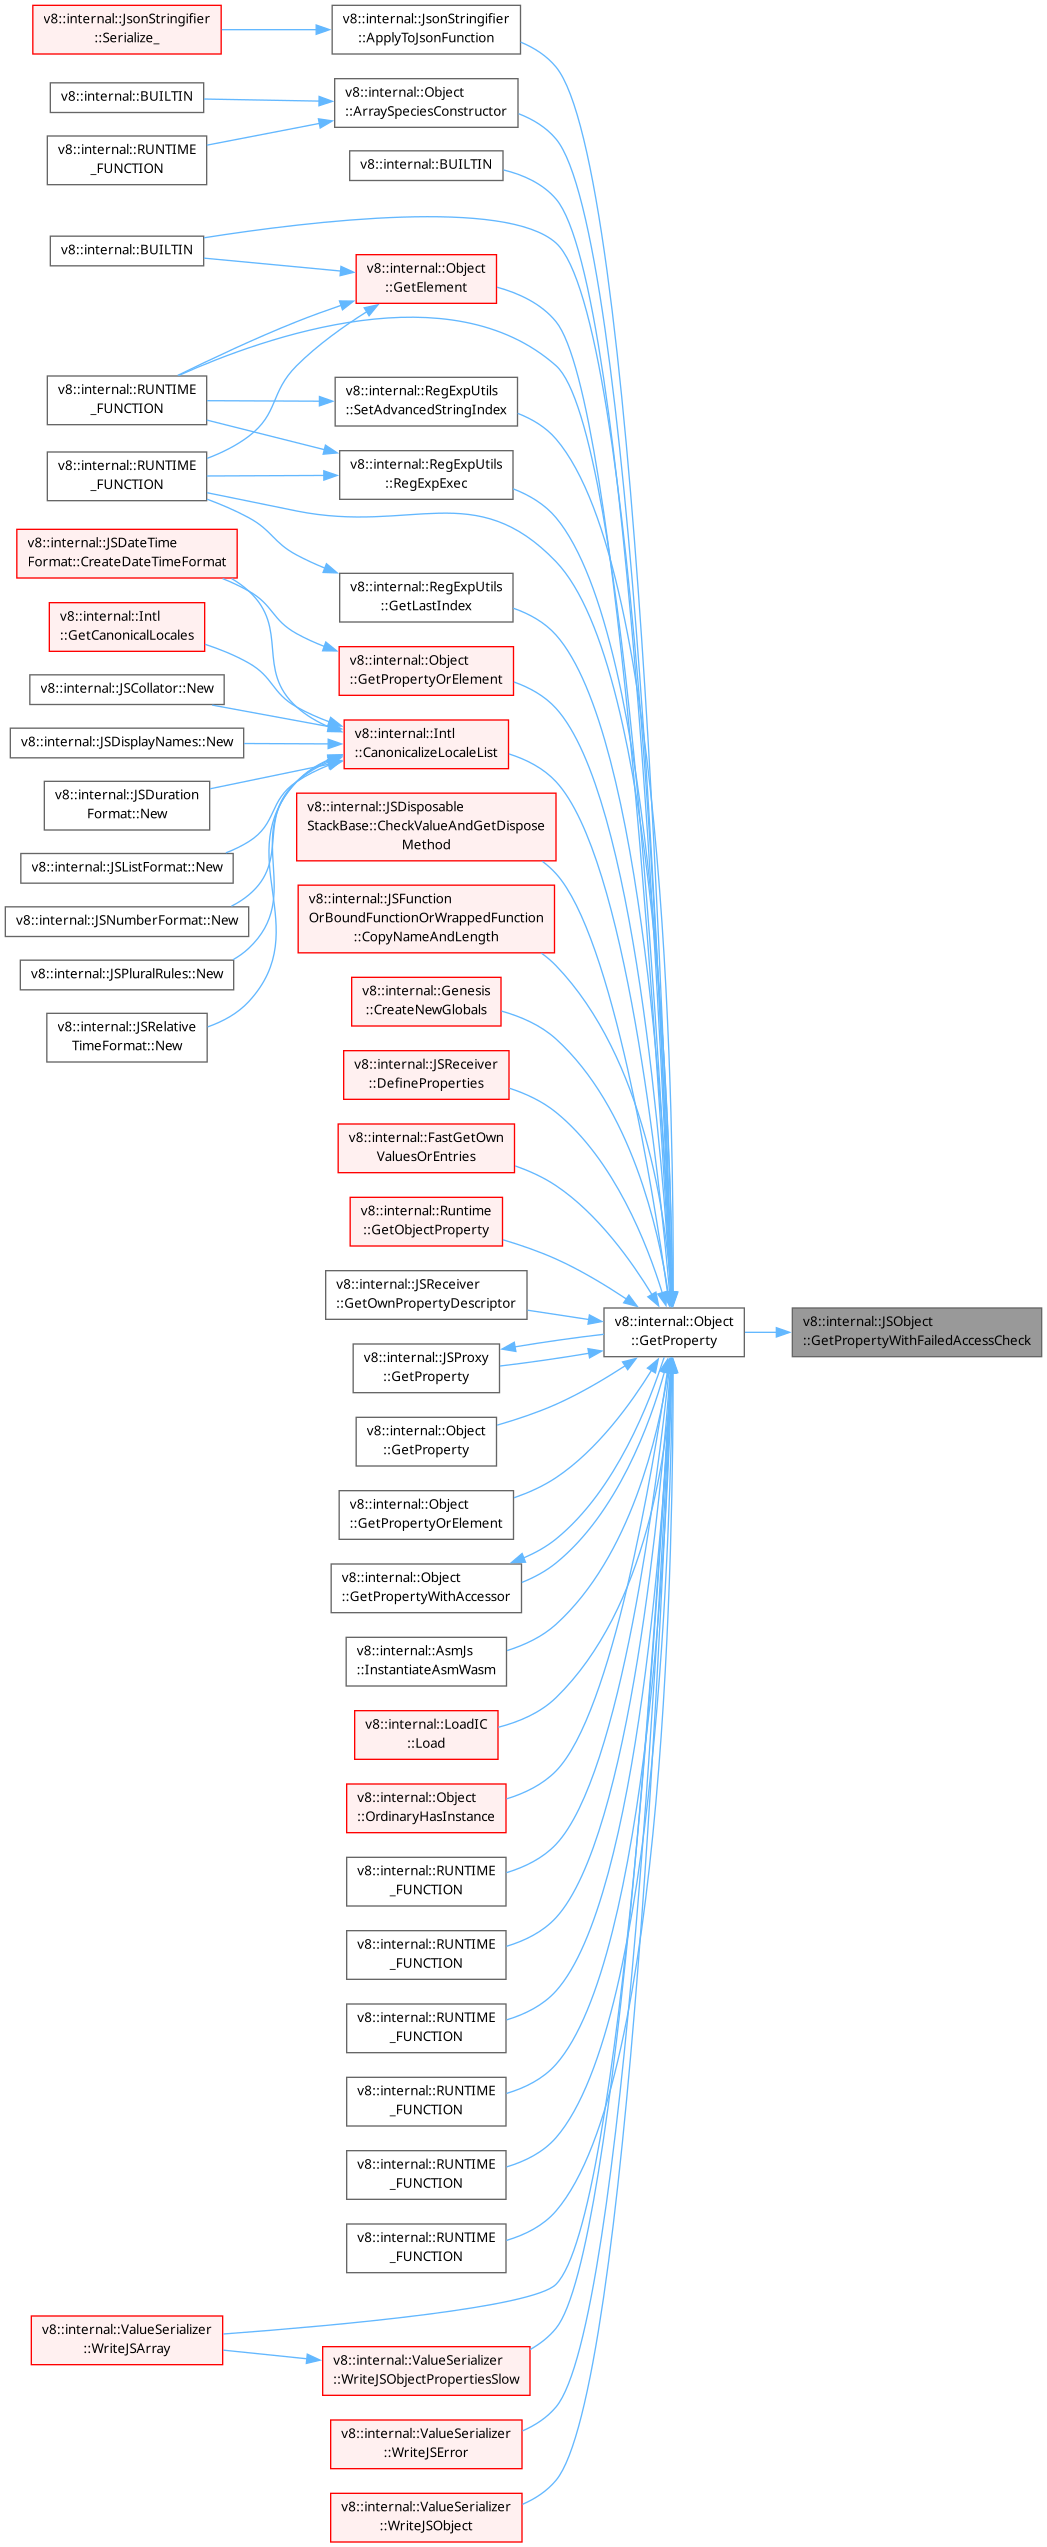 v8::internal::JsonStringifier
::Serialize_
v8::internal::JsonStringifier
::ApplyToJsonFunction
v8::internal::BUILTIN
v8::internal::Object
::ArraySpeciesConstructor
v8::internal::RUNTIME
_FUNCTION
v8::internal::BUILTIN
v8::internal::BUILTIN
v8::internal::Object
::GetElement
v8::internal::RUNTIME
_FUNCTION
v8::internal::RegExpUtils
::SetAdvancedStringIndex
v8::internal::RUNTIME
_FUNCTION
v8::internal::RegExpUtils
::RegExpExec
v8::internal::JSDateTime
Format::CreateDateTimeFormat
v8::internal::RegExpUtils
::GetLastIndex
v8::internal::Intl
::GetCanonicalLocales
v8::internal::Object
::GetPropertyOrElement
v8::internal::JSCollator::New
v8::internal::JSDisplayNames::New
v8::internal::Intl
::CanonicalizeLocaleList
v8::internal::JSDuration
Format::New
v8::internal::JSDisposable
StackBase::CheckValueAndGetDispose
Method
v8::internal::JSListFormat::New
v8::internal::JSNumberFormat::New
v8::internal::JSFunction
OrBoundFunctionOrWrappedFunction
::CopyNameAndLength
v8::internal::JSPluralRules::New
v8::internal::JSRelative
TimeFormat::New
v8::internal::Genesis
::CreateNewGlobals
v8::internal::JSReceiver
::DefineProperties
v8::internal::FastGetOwn
ValuesOrEntries
v8::internal::Runtime
::GetObjectProperty
v8::internal::JSReceiver
::GetOwnPropertyDescriptor
v8::internal::Object
::GetProperty
v8::internal::JSObject
::GetPropertyWithFailedAccessCheck
v8::internal::JSProxy
::GetProperty
v8::internal::Object
::GetProperty
v8::internal::Object
::GetPropertyOrElement
v8::internal::Object
::GetPropertyWithAccessor
v8::internal::AsmJs
::InstantiateAsmWasm
v8::internal::LoadIC
::Load
v8::internal::Object
::OrdinaryHasInstance
v8::internal::RUNTIME
_FUNCTION
v8::internal::RUNTIME
_FUNCTION
v8::internal::RUNTIME
_FUNCTION
v8::internal::RUNTIME
_FUNCTION
v8::internal::RUNTIME
_FUNCTION
v8::internal::RUNTIME
_FUNCTION
v8::internal::ValueSerializer
::WriteJSArray
v8::internal::ValueSerializer
::WriteJSObjectPropertiesSlow
v8::internal::ValueSerializer
::WriteJSError
v8::internal::ValueSerializer
::WriteJSObject